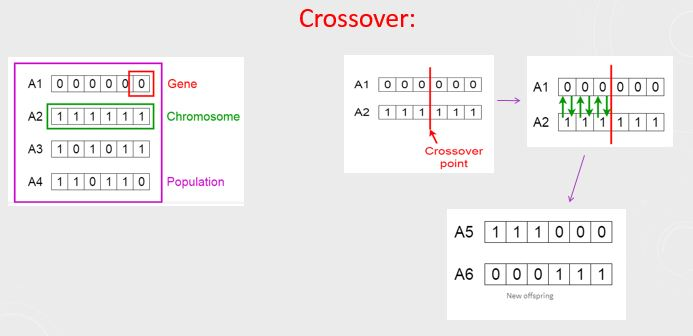 Crossover:
A1 0 0 0 0 0 0 Gene
A2 1 1 1 1 1 1 Chromosome
A3 1 0 1 0 1 1
A4 1 1 0 1 1 0 Population
A1 0 0 0 0 0 0
A2 1 1 1 1 1 1
Crossover
point
A1 0 0 0 0 0 0
A2 1 1 1 1 1 1
A5 1 1 1 0 0 0
A6 0 0 0 1 1 1
New offspring